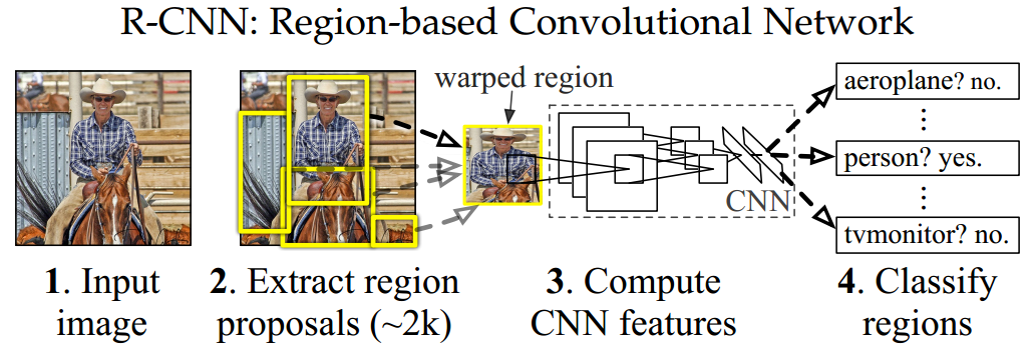 R-CNN: Region-based Convolutional Network
warped region
aeroplane? no.
person? yes.
CNN
tvmonitor? no.
1. Input image
2. Extract region proposals (~2k)
3. Compute CNN features
4. Classify regions